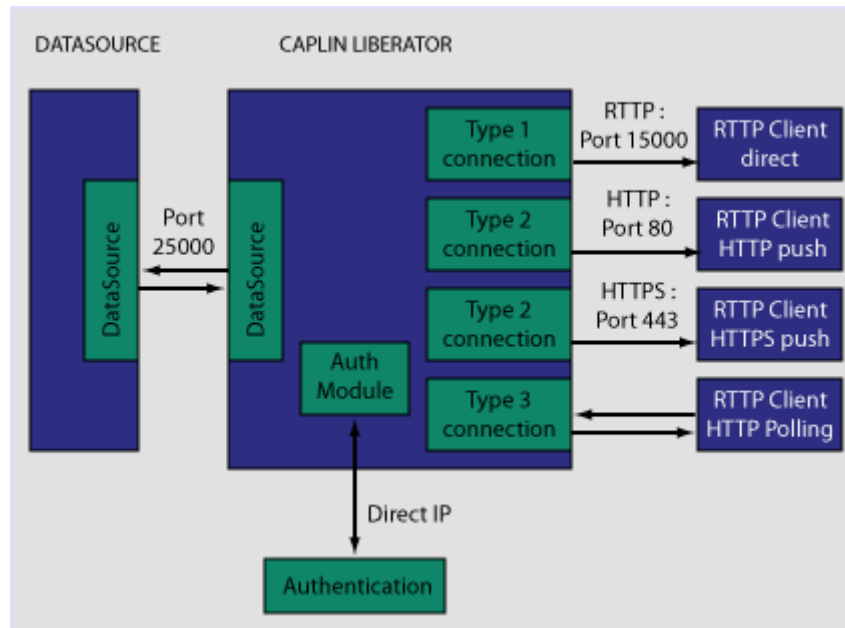 DATASOURCE
CAPLIN LIBERATOR
DataSource
Port
25000
DataSource
Auth
Module
Type 1
connection
RTTP :
Port 15000
RTTP Client
direct
Type 2
connection
HTTP :
Port 80
RTTP Client
HTTP push
Type 2
connection
HTTPS :
Port 443
RTTP Client
HTTPS push
Type 3
connection
RTTP Client
HTTP Polling
Direct IP
Authentication